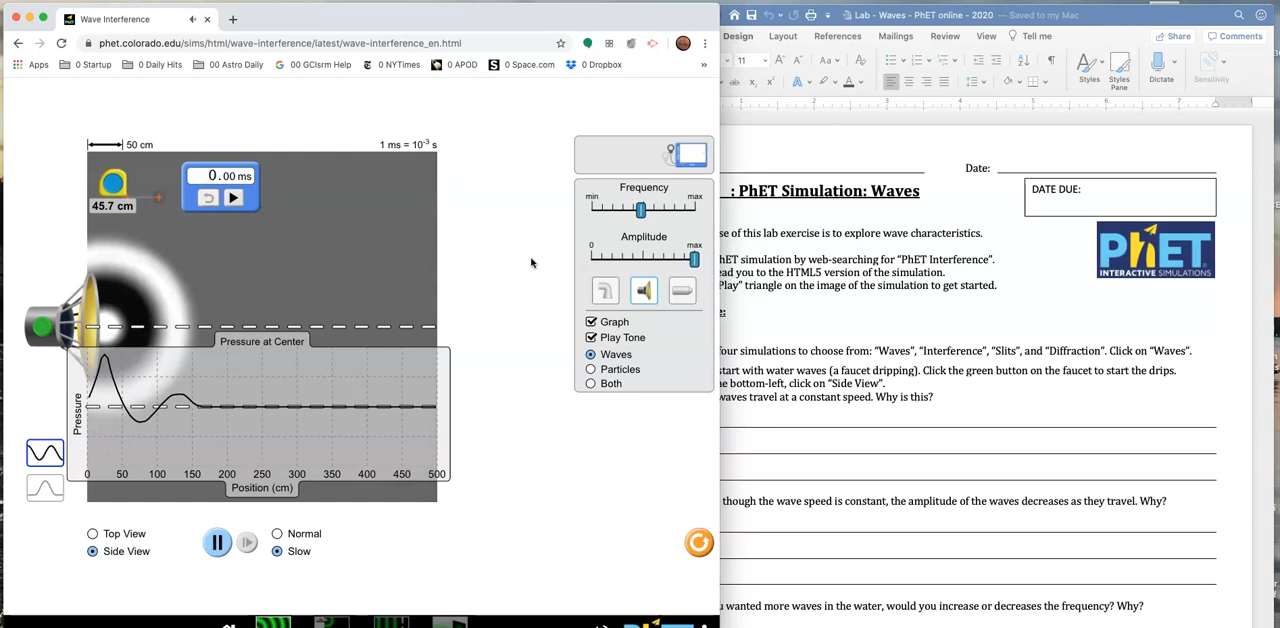 Wave Interference
Lab - Waves - PhET online - 2020 — Saved to my Mac
phet.colorado.edu/sims/html/wave-interference/latest/wave-interference_en.html
Design Layout References Mailings Review View Tell me Share Comments
Apps 0 Startup 0 Daily Hits 0 Astro Daily 00 GClsrm Help 0 NYTimes 0 APOD 0 Space.com 0 Dropbox »
11 Aa Styles Styles Pane Dictate Sensitivity
1 2 3 4 5 6 7
50 cm 1 ms = 10⁻³ s
0.00 ms
45.7 cm
Frequency
min max
Amplitude
0 max
Graph
Play Tone
Waves
Particles
Both
Pressure at Center
Pressure
0 50 100 150 200 250 300 350 400 450 500
Position (cm)
Top View
Side View
Normal
Slow
Date:
: PhET Simulation: Waves
DATE DUE:
se of this lab exercise is to explore wave characteristics.
hET simulation by web-searching for “PhET Interference”.
ead you to the HTML5 version of the simulation.
Play” triangle on the image of the simulation to get started.
PhET
INTERACTIVE SIMULATIONS
e:
four simulations to choose from: “Waves”, “Interference”, “Slits”, and “Diffraction”. Click on “Waves”.
start with water waves (a faucet dripping). Click the green button on the faucet to start the drips.
he bottom-left, click on “Side View”.
waves travel at a constant speed. Why is this?
though the wave speed is constant, the amplitude of the waves decreases as they travel. Why?
u wanted more waves in the water, would you increase or decreases the frequency? Why?